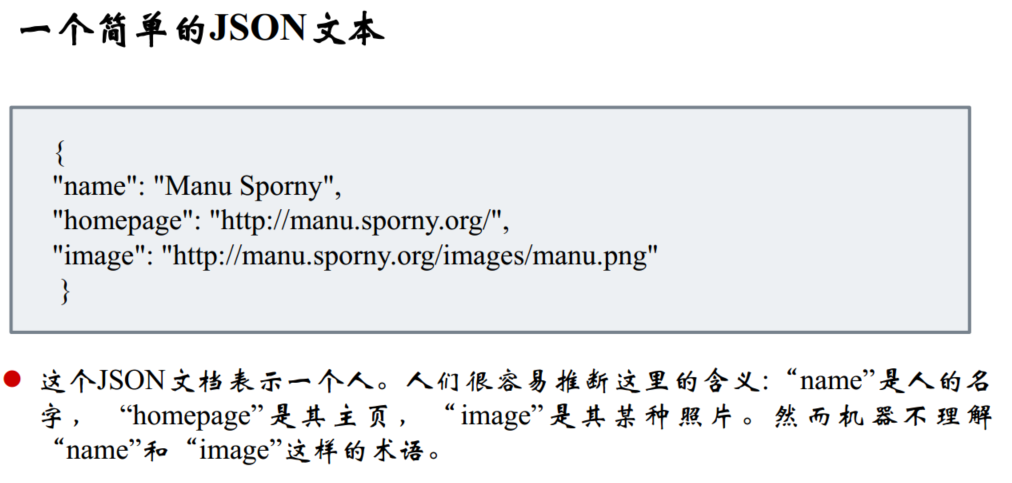 一个简单的JSON文本
{
"name": "Manu Sporny",
"homepage": "http://manu.sporny.org/",
"image": "http://manu.sporny.org/images/manu.png"
}
这个JSON文档表示一个人。人们很容易推断这里的含义:“name”是人的名
字，“homepage”是其主页，“image”是其某种照片。然而机器不理解
“name”和“image”这样的术语。